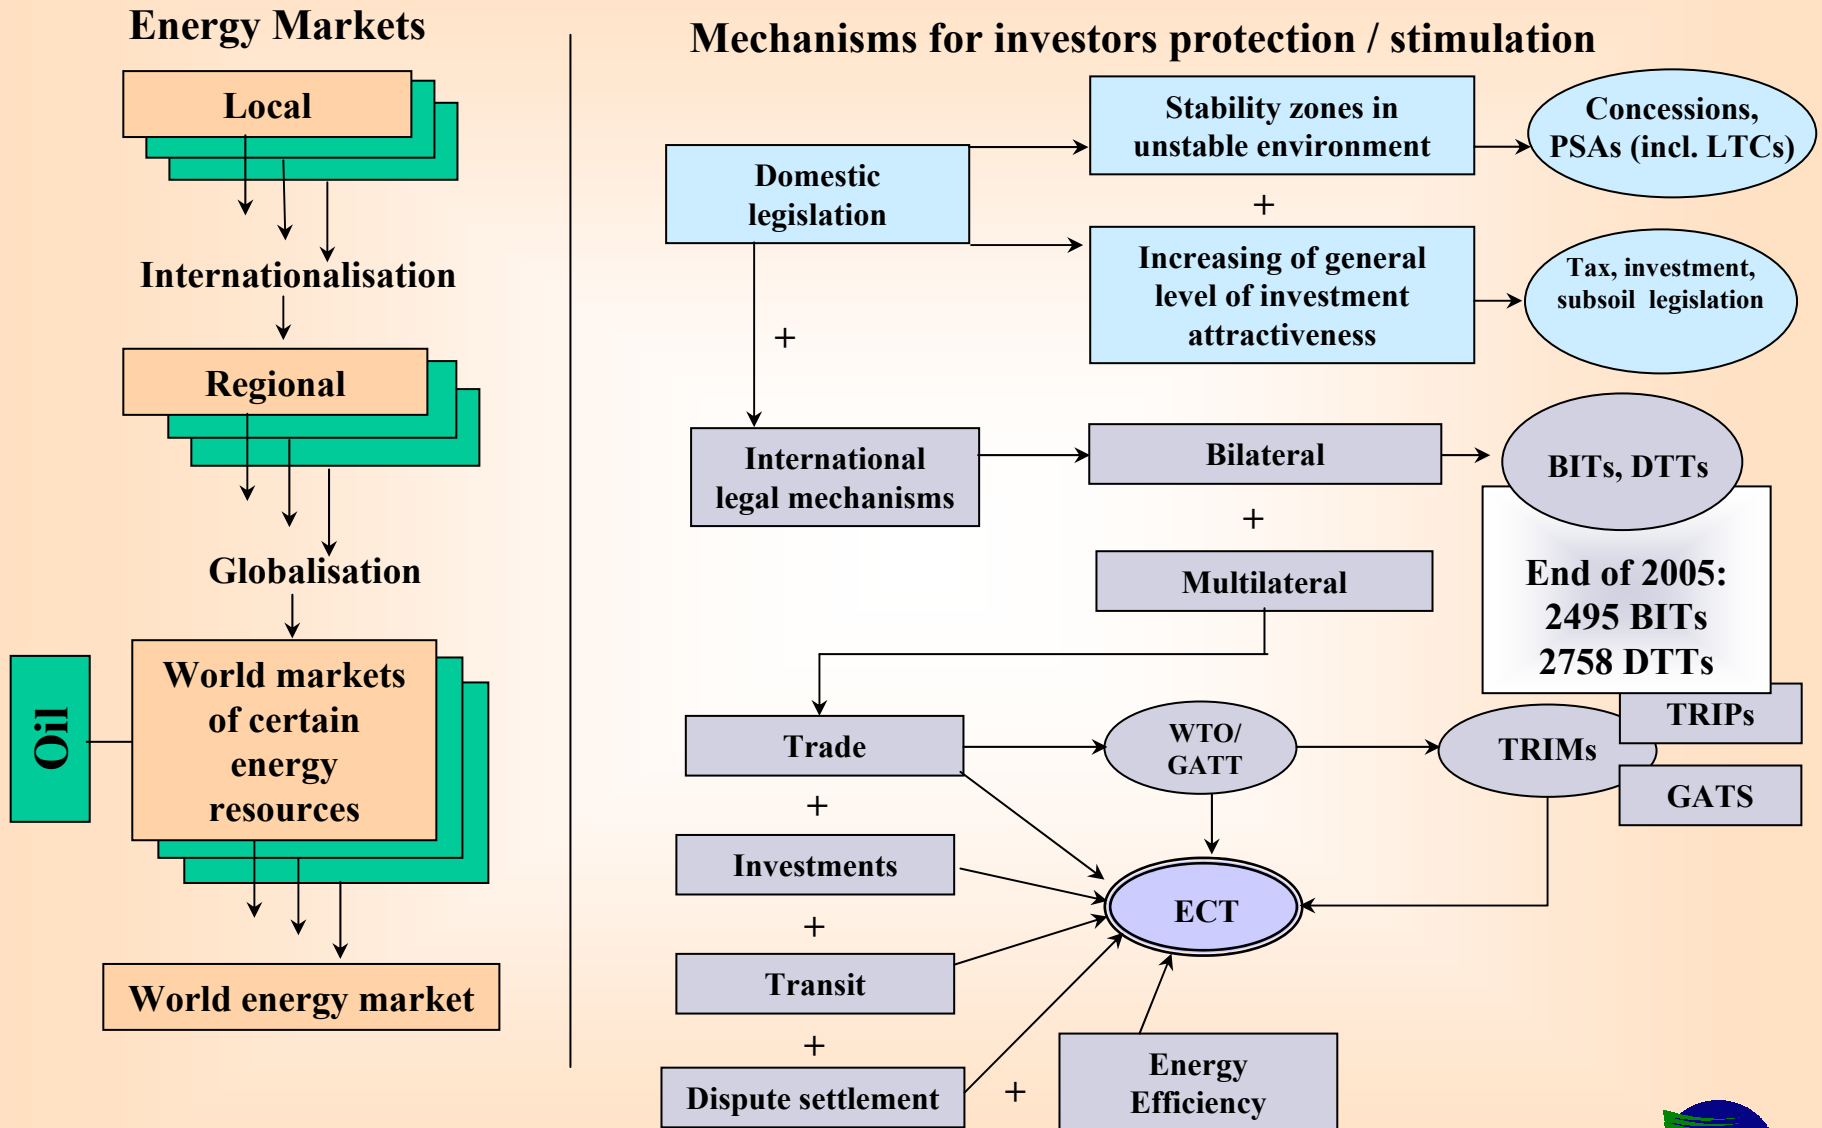 Energy Markets
Local
Internationalisation
Regional
Globalisation
Oil
World markets
of certain
energy
resources
World energy market
Mechanisms for investors protection / stimulation
Domestic
legislation
Stability zones in
unstable environment
Concessions,
PSAs (incl. LTCs)
+
Increasing of general
level of investment
attractiveness
Tax, investment,
subsoil legislation
+
International
legal mechanisms
Bilateral
BITs, DTTs
+
Multilateral
End of 2005:
2495 BITs
2758 DTTs
Trade
WTO/
GATT
TRIMs
TRIPs
GATS
+
Investments
ECT
+
Transit
+
Dispute settlement
+
Energy
Efficiency